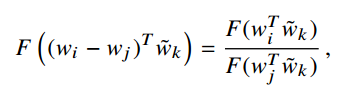 F ((w_i − w_j)^T w̃_k) = F(w_i^T w̃_k) / F(w_j^T w̃_k) ,